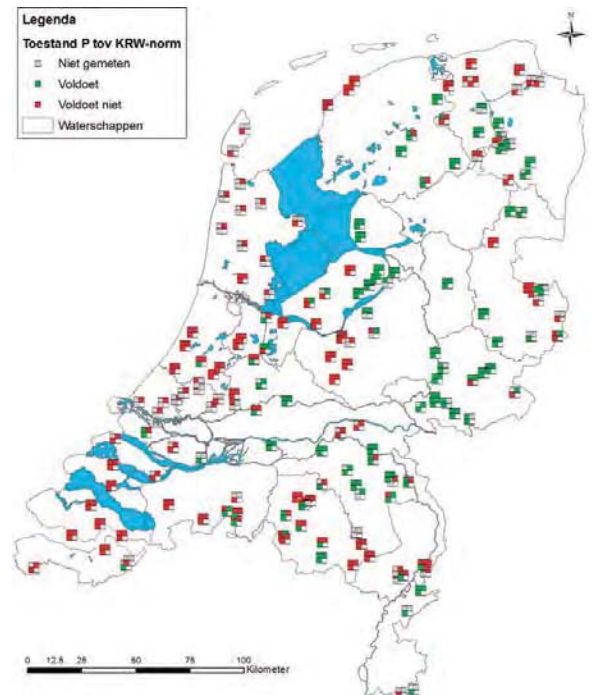 Legenda
Toestand P tov KRW-norm
Niet gemeten
Voldoet
Voldoet niet
Waterschappen
N
0 12.5 25 50 75 100
Kilometer